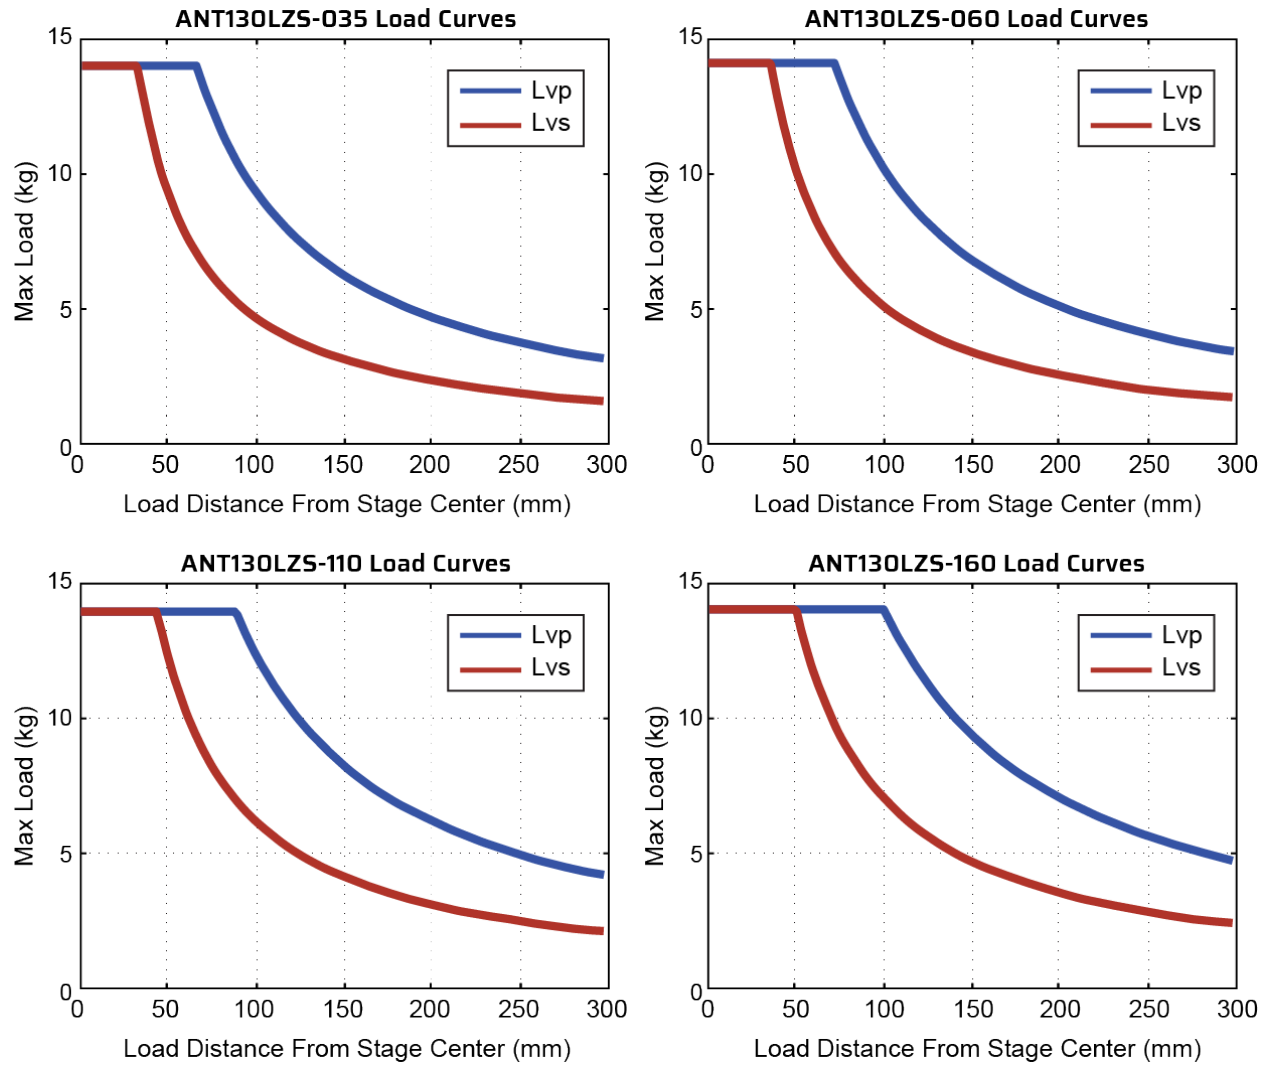 ANT130LZS-035 Load Curves
15
10
5
0
Max Load (kg)
Lvp
Lvs
0 50 100 150 200 250 300
Load Distance From Stage Center (mm)
ANT130LZS-060 Load Curves
15
10
5
0
Max Load (kg)
Lvp
Lvs
0 50 100 150 200 250 300
Load Distance From Stage Center (mm)
ANT130LZS-110 Load Curves
15
10
5
0
Max Load (kg)
Lvp
Lvs
0 50 100 150 200 250 300
Load Distance From Stage Center (mm)
ANT130LZS-160 Load Curves
15
10
5
0
Max Load (kg)
Lvp
Lvs
0 50 100 150 200 250 300
Load Distance From Stage Center (mm)